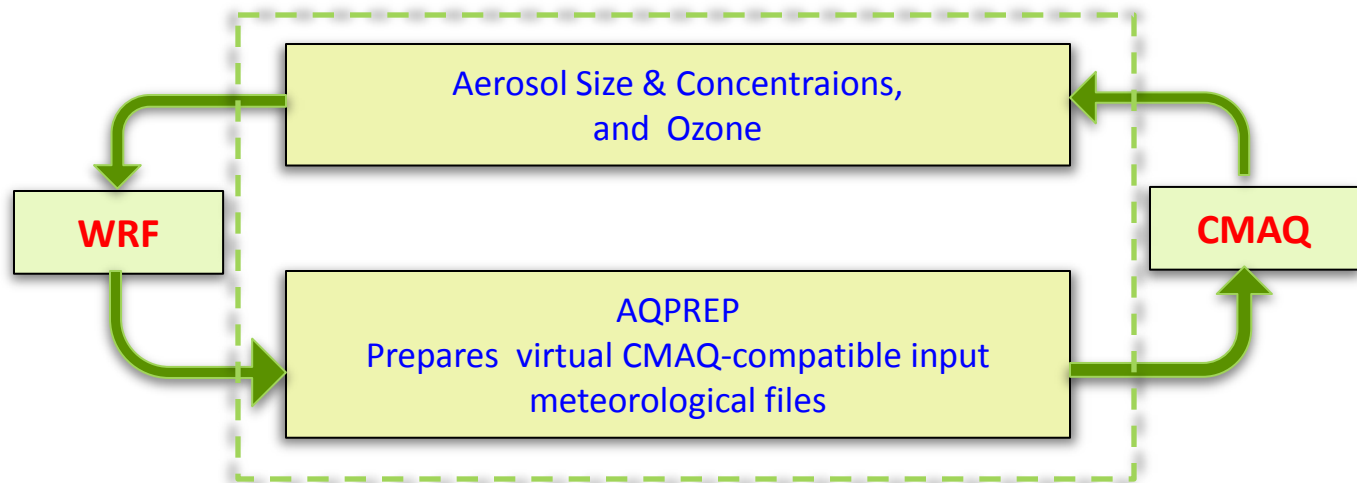 Aerosol Size & Concentraions,
and Ozone
WRF
CMAQ
AQPREP
Prepares virtual CMAQ-compatible input
meteorological files